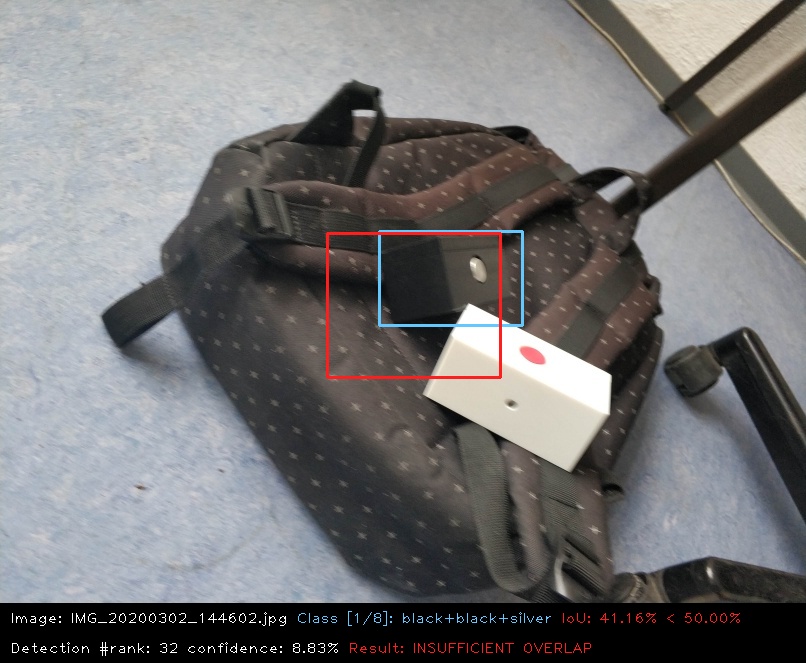 Image: IMG_20200302_144602.jpg Class [1/8]: black+black+silver IoU: 41.16% < 50.00%
Detection #rank: 32 confidence: 8.83% Result: INSUFFICIENT OVERLAP